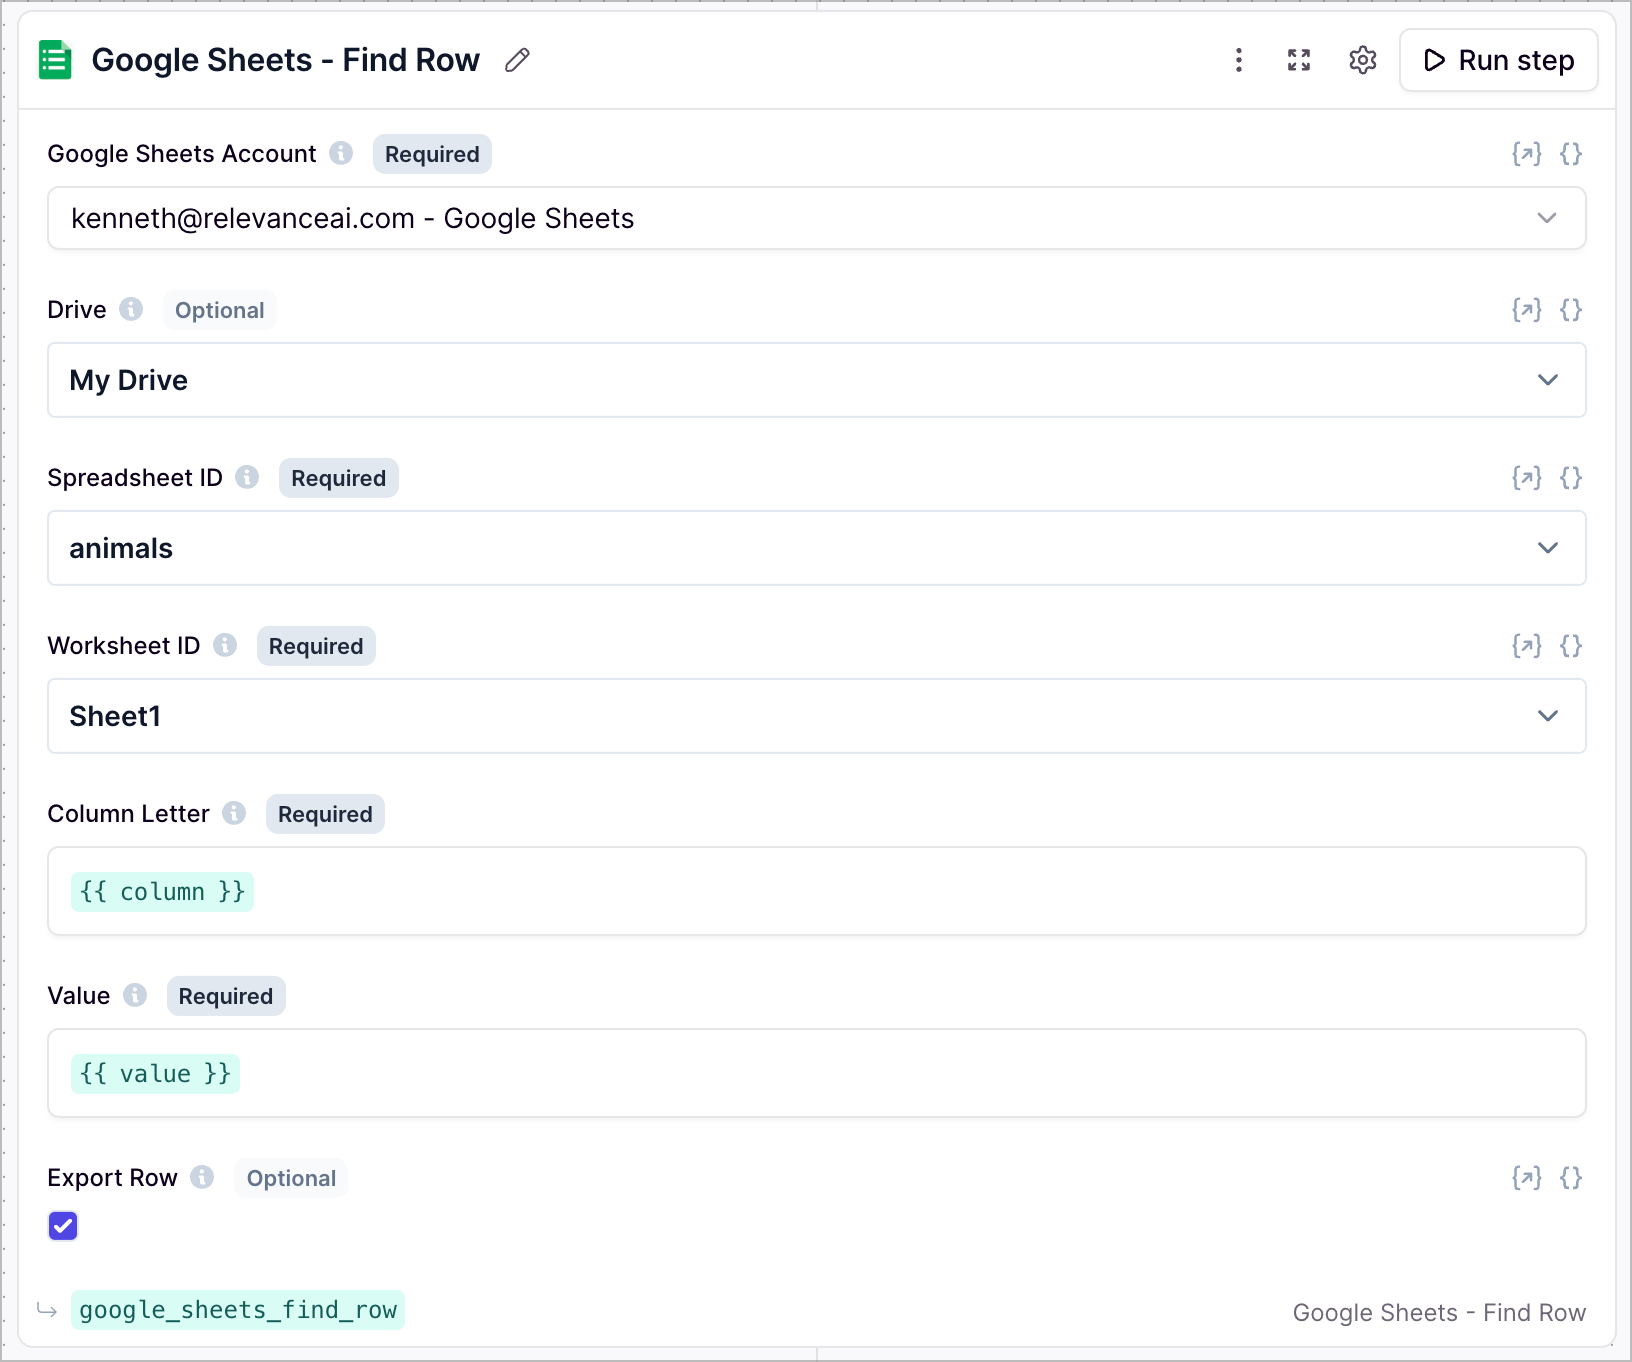 Google Sheets - Find Row
Run step
Google Sheets Account Required
kenneth@relevanceai.com - Google Sheets
Drive Optional
My Drive
Spreadsheet ID Required
animals
Worksheet ID Required
Sheet1
Column Letter Required
{{ column }}
Value Required
{{ value }}
Export Row Optional
google_sheets_find_row
Google Sheets - Find Row